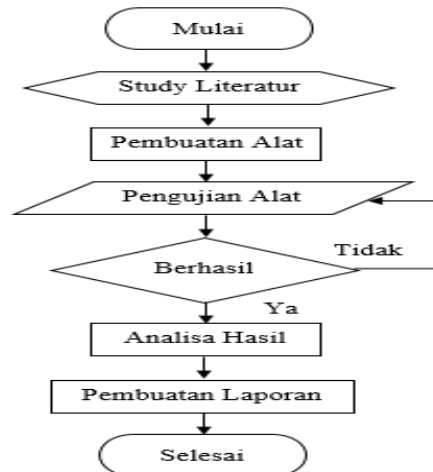 Mulai
Study Literatur
Pembuatan Alat
Pengujian Alat
Tidak
Berhasil
Ya
Analisa Hasil
Pembuatan Laporan
Selesai